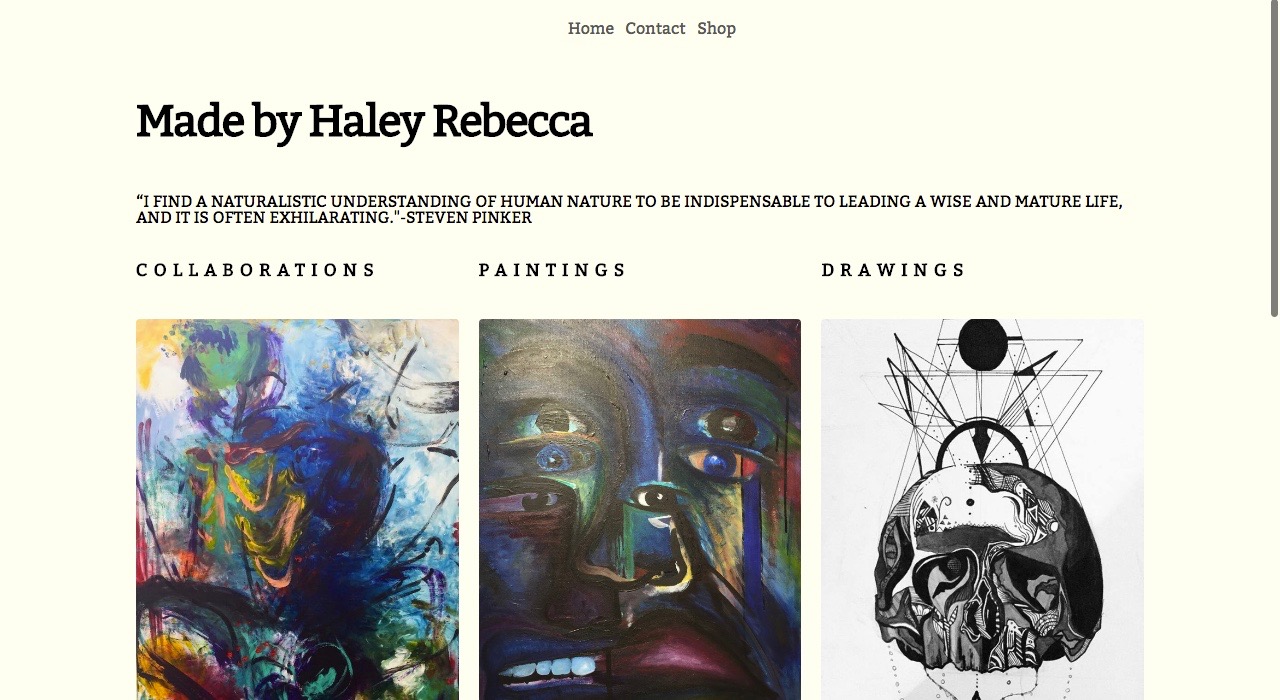 Home Contact Shop
Made by Haley Rebecca
“I FIND A NATURALISTIC UNDERSTANDING OF HUMAN NATURE TO BE INDISPENSABLE TO LEADING A WISE AND MATURE LIFE,
AND IT IS OFTEN EXHILARATING."-STEVEN PINKER
COLLABORATIONS PAINTINGS DRAWINGS